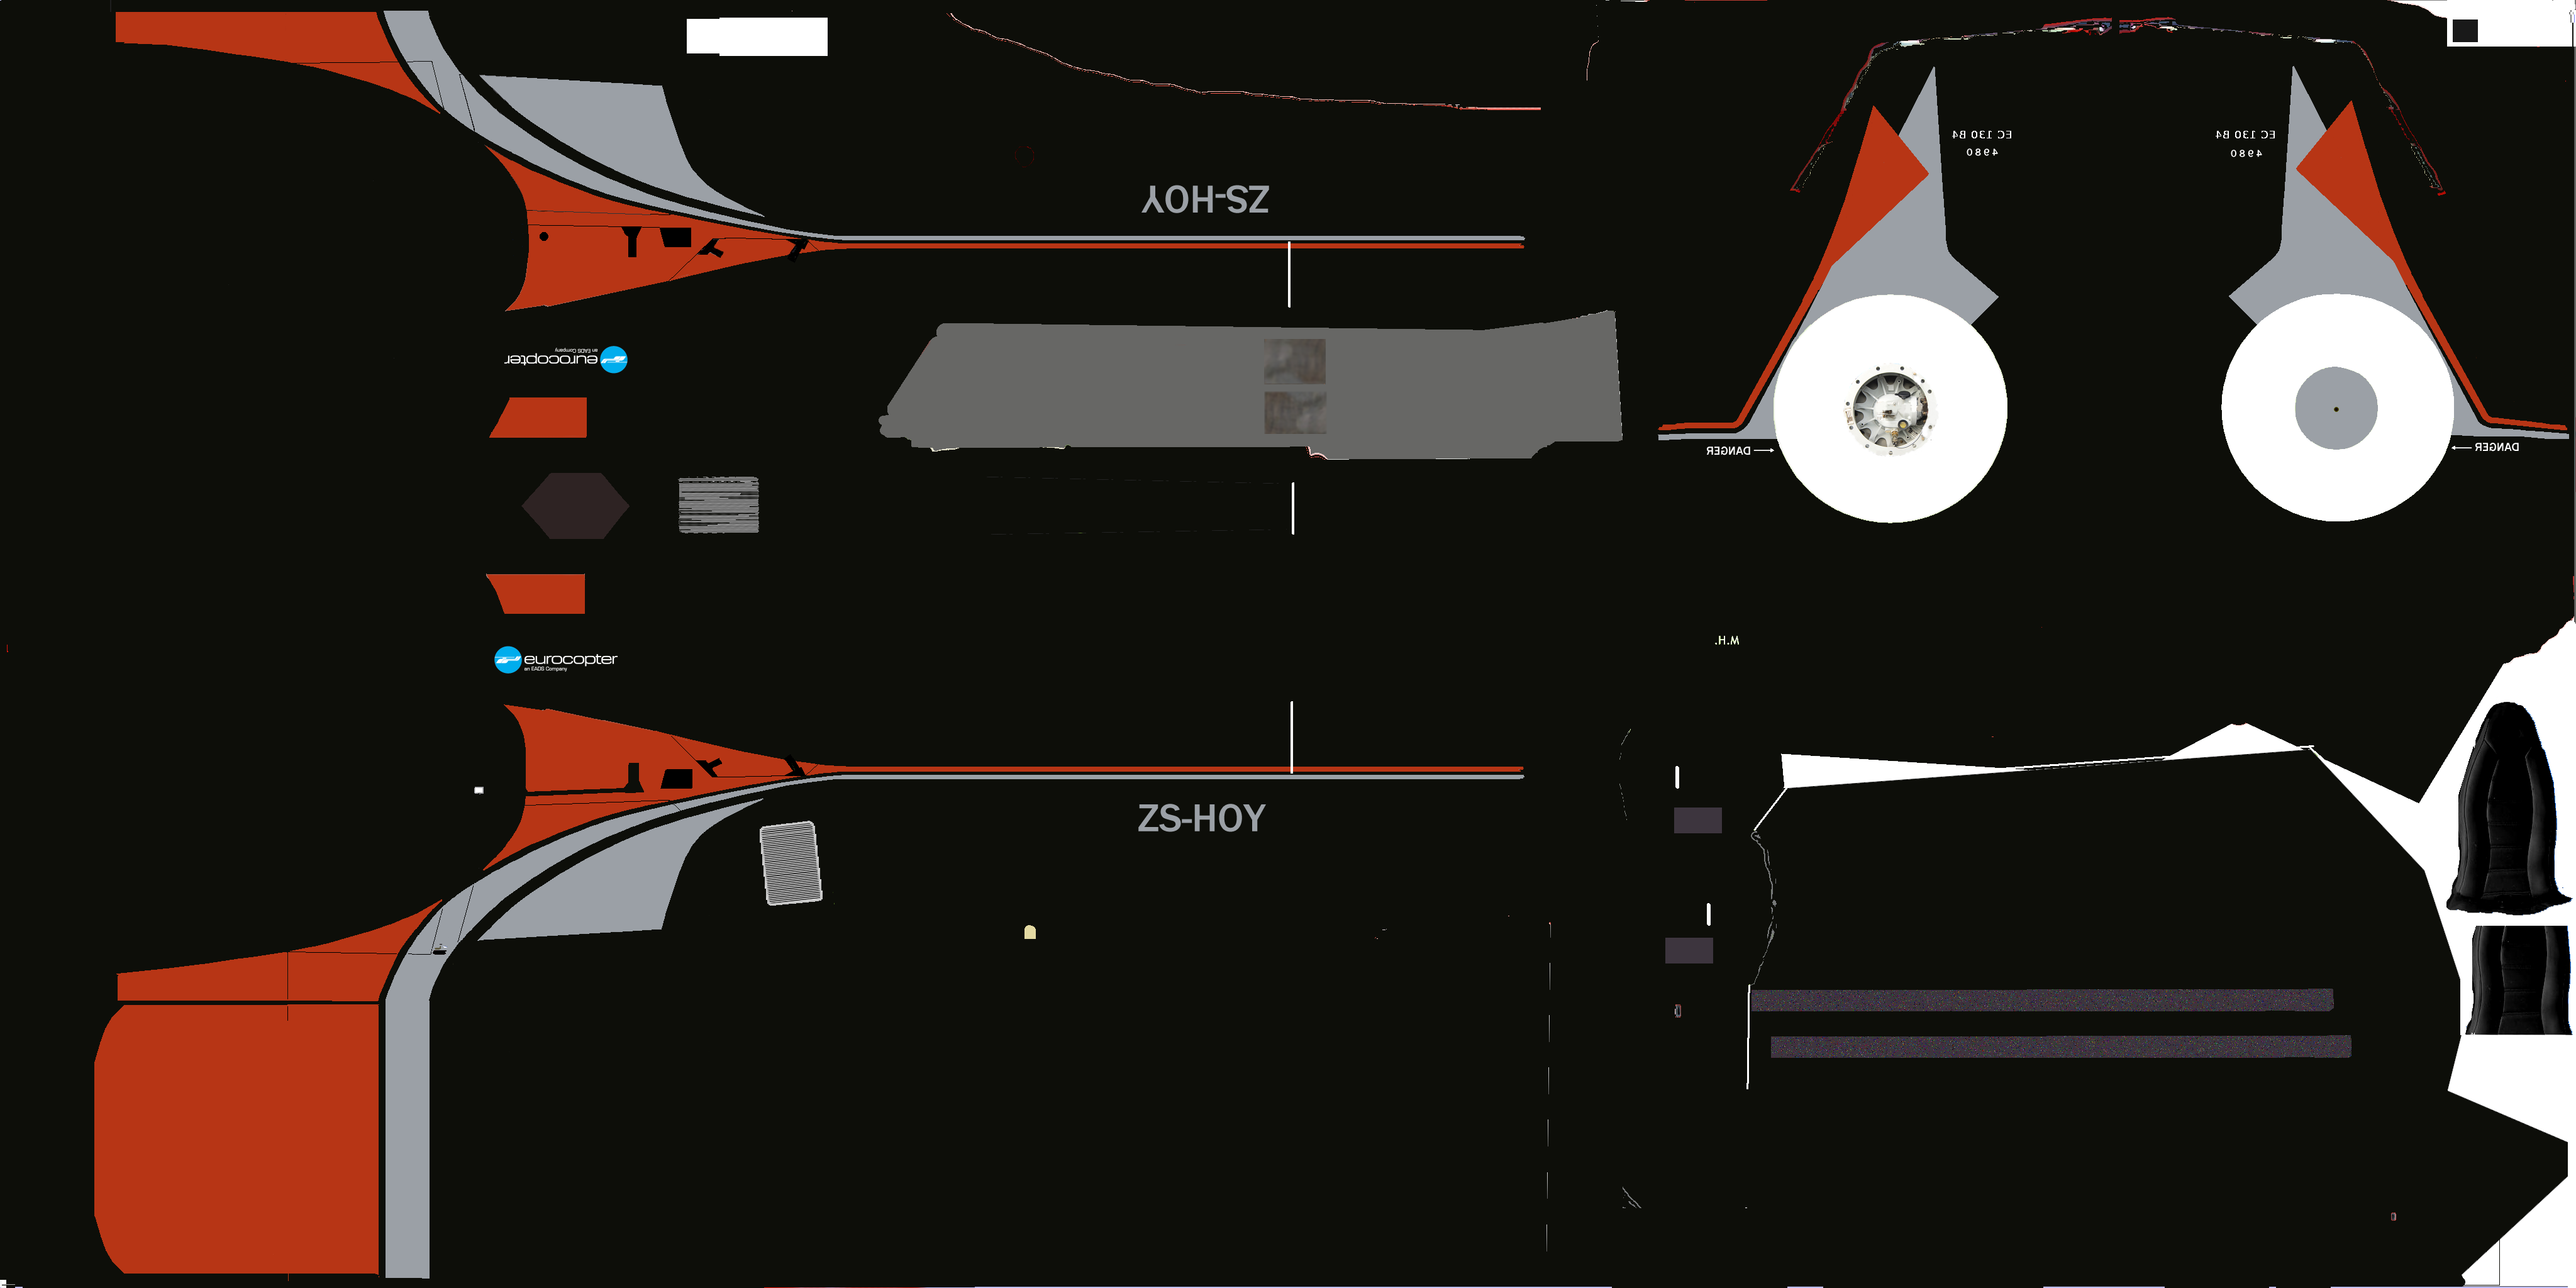 EC 130 B4
4980
EC 130 B4
4980
ZS-HOY
eurocopter
an EADS Company
DANGER
DANGER
M.H.
eurocopter
an EADS Company
ZS-HOY